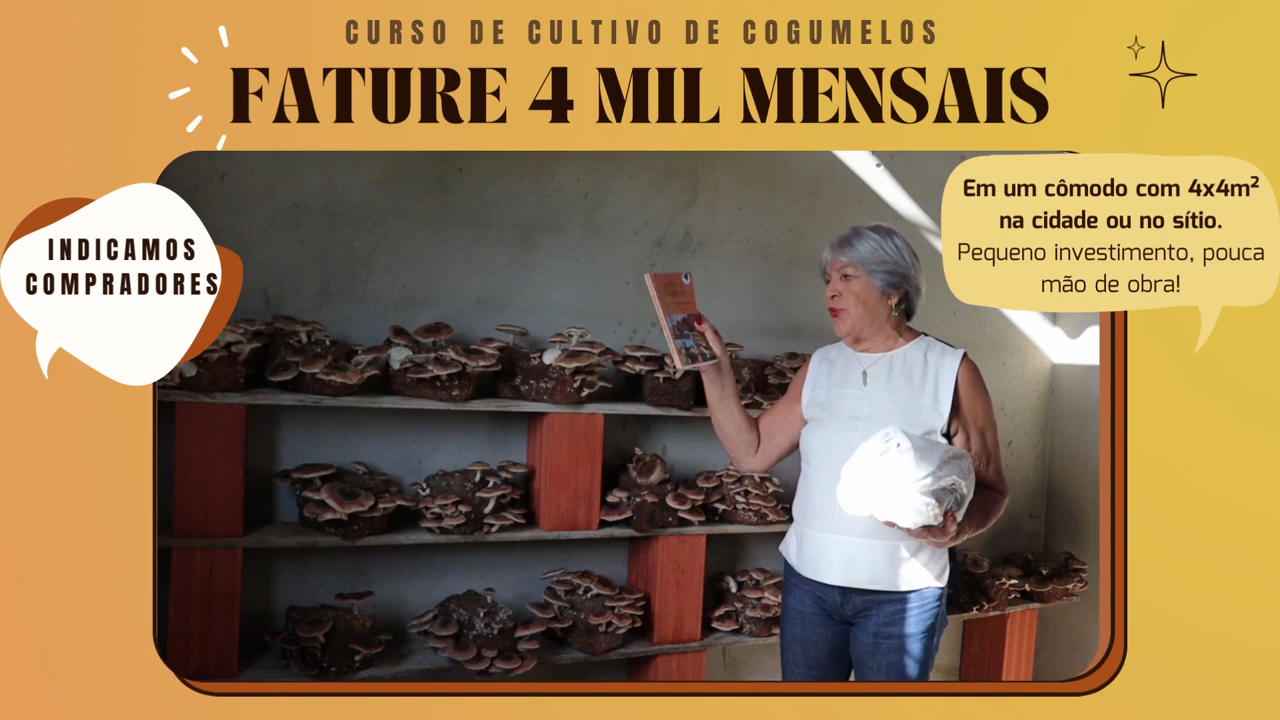 CURSO DE CULTIVO DE COGUMELOS
FATURE 4 MIL MENSAIS
INDICAMOS
COMPRADORES
Em um cômodo com 4x4m²
na cidade ou no sítio.
Pequeno investimento, pouca
mão de obra!